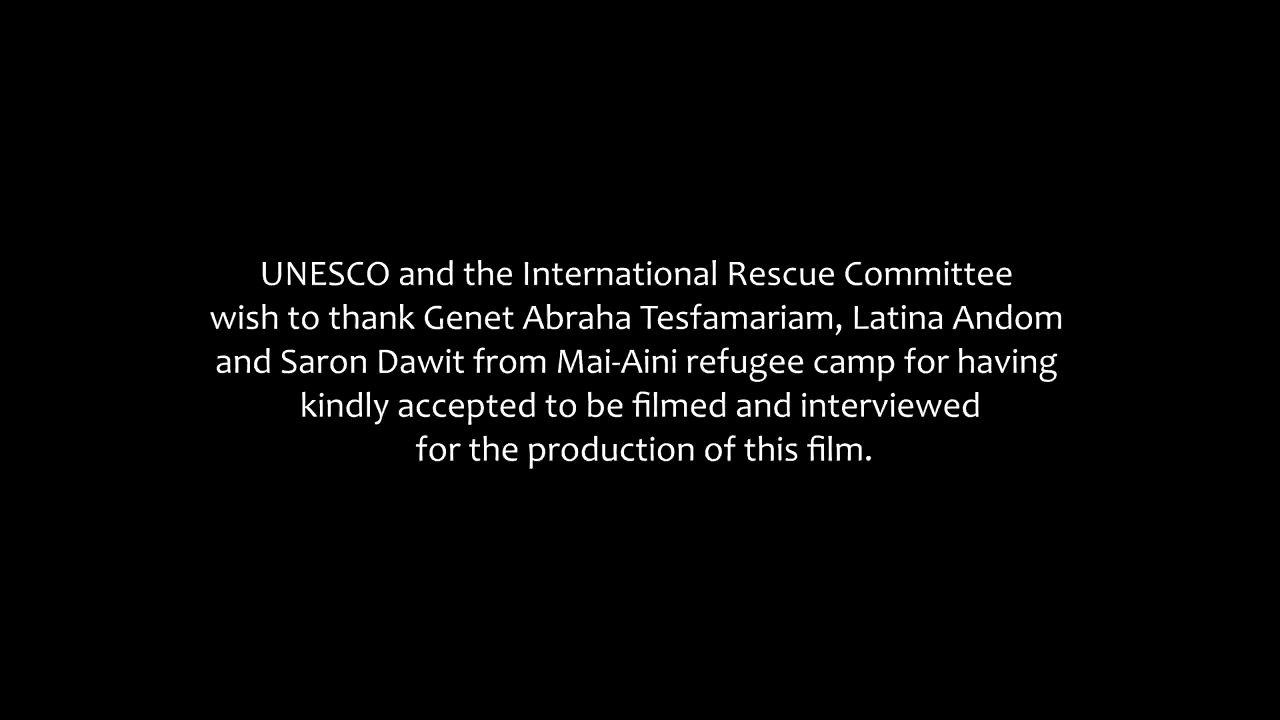 UNESCO and the International Rescue Committee
wish to thank Genet Abraha Tesfamariam, Latina Andom
and Saron Dawit from Mai-Aini refugee camp for having
kindly accepted to be filmed and interviewed
for the production of this film.